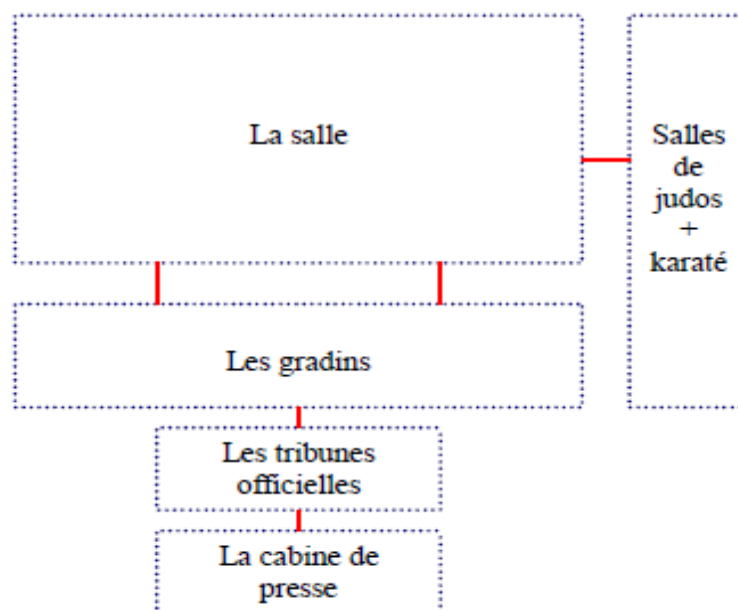 La salle
Salles
de
judos
+
karaté
Les gradins
Les tribunes
officielles
La cabine de
presse